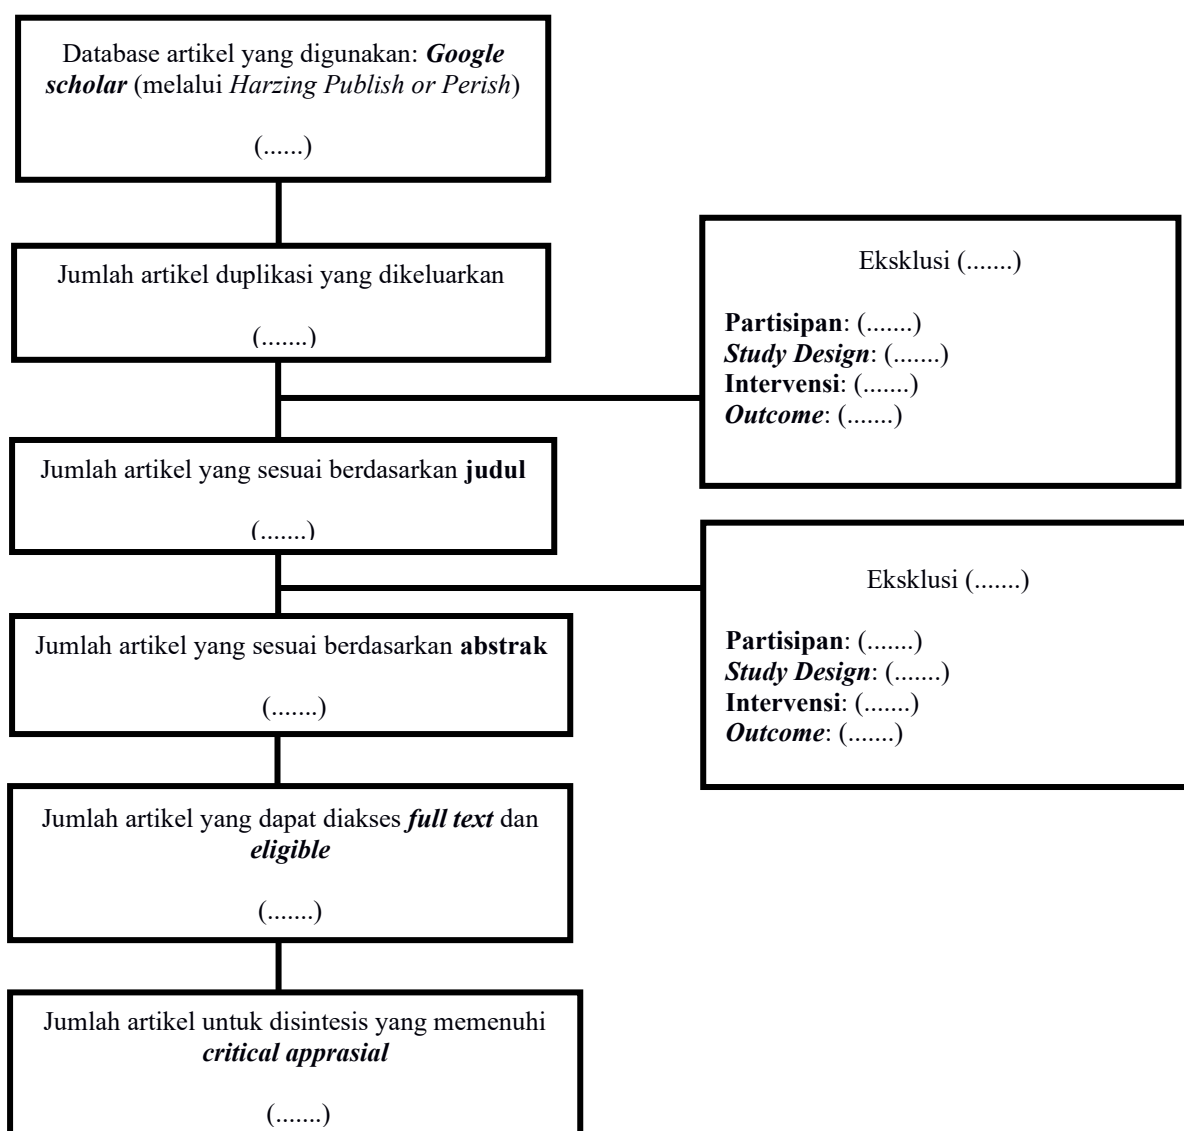 Database artikel yang digunakan: Google
scholar (melalui Harzing Publish or Perish)
(......)
Jumlah artikel duplikasi yang dikeluarkan
(.......)
Eksklusi (.......)
Partisipan: (.......)
Study Design: (.......)
Intervensi: (.......)
Outcome: (.......)
Jumlah artikel yang sesuai berdasarkan judul
(.......)
Eksklusi (.......)
Partisipan: (.......)
Study Design: (.......)
Intervensi: (.......)
Outcome: (.......)
Jumlah artikel yang sesuai berdasarkan abstrak
(.......)
Jumlah artikel yang dapat diakses full text dan
eligible
(.......)
Jumlah artikel untuk disintesis yang memenuhi
critical apprasial
(.......)